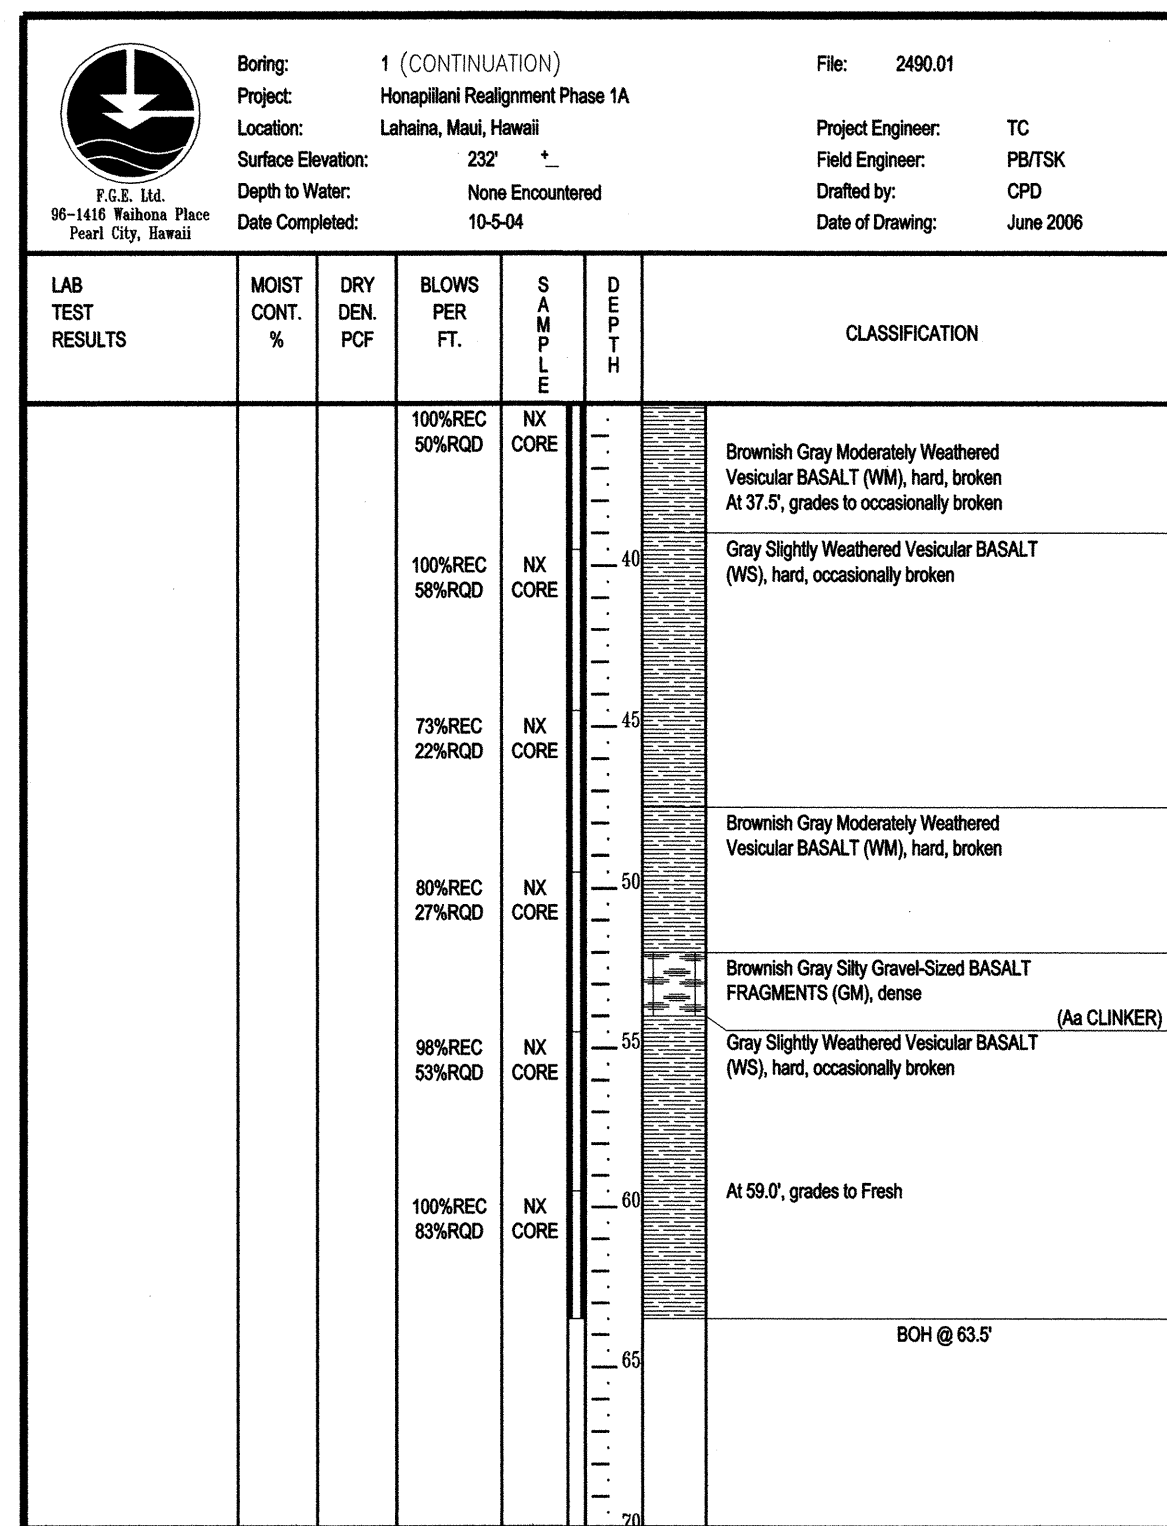 F.G.E. Ltd.
96-1416 Waihona Place
Pearl City, Hawaii
Boring: 1 (CONTINUATION)
Project: Honapiilani Realignment Phase 1A
Location: Lahaina, Maui, Hawaii
Surface Elevation: 232' +_
Depth to Water: None Encountered
Date Completed: 10-5-04
File: 2490.01
Project Engineer: TC
Field Engineer: PB/TSK
Drafted by: CPD
Date of Drawing: June 2006
LAB
TEST
RESULTS
MOIST
CONT.
%
DRY
DEN.
PCF
BLOWS
PER
FT.
SAMPLE
DEPTH
CLASSIFICATION
100%REC NX
50%RQD CORE
Brownish Gray Moderately Weathered
Vesicular BASALT (WM), hard, broken
At 37.5', grades to occasionally broken
100%REC NX 40
58%RQD CORE
Gray Slightly Weathered Vesicular BASALT
(WS), hard, occasionally broken
73%REC NX 45
22%RQD CORE
Brownish Gray Moderately Weathered
Vesicular BASALT (WM), hard, broken
80%REC NX 50
27%RQD CORE
Brownish Gray Silty Gravel-Sized BASALT
FRAGMENTS (GM), dense
(Aa CLINKER)
98%REC NX 55
53%RQD CORE
Gray Slightly Weathered Vesicular BASALT
(WS), hard, occasionally broken
At 59.0', grades to Fresh
100%REC NX 60
83%RQD CORE
BOH @ 63.5'
65
70